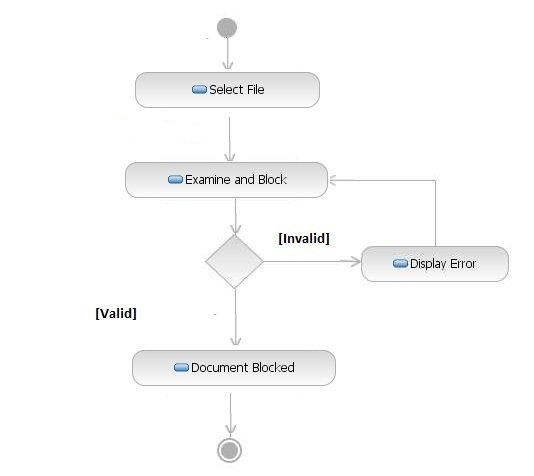 Select File
Examine and Block
[Invalid]
Display Error
[Valid]
Document Blocked